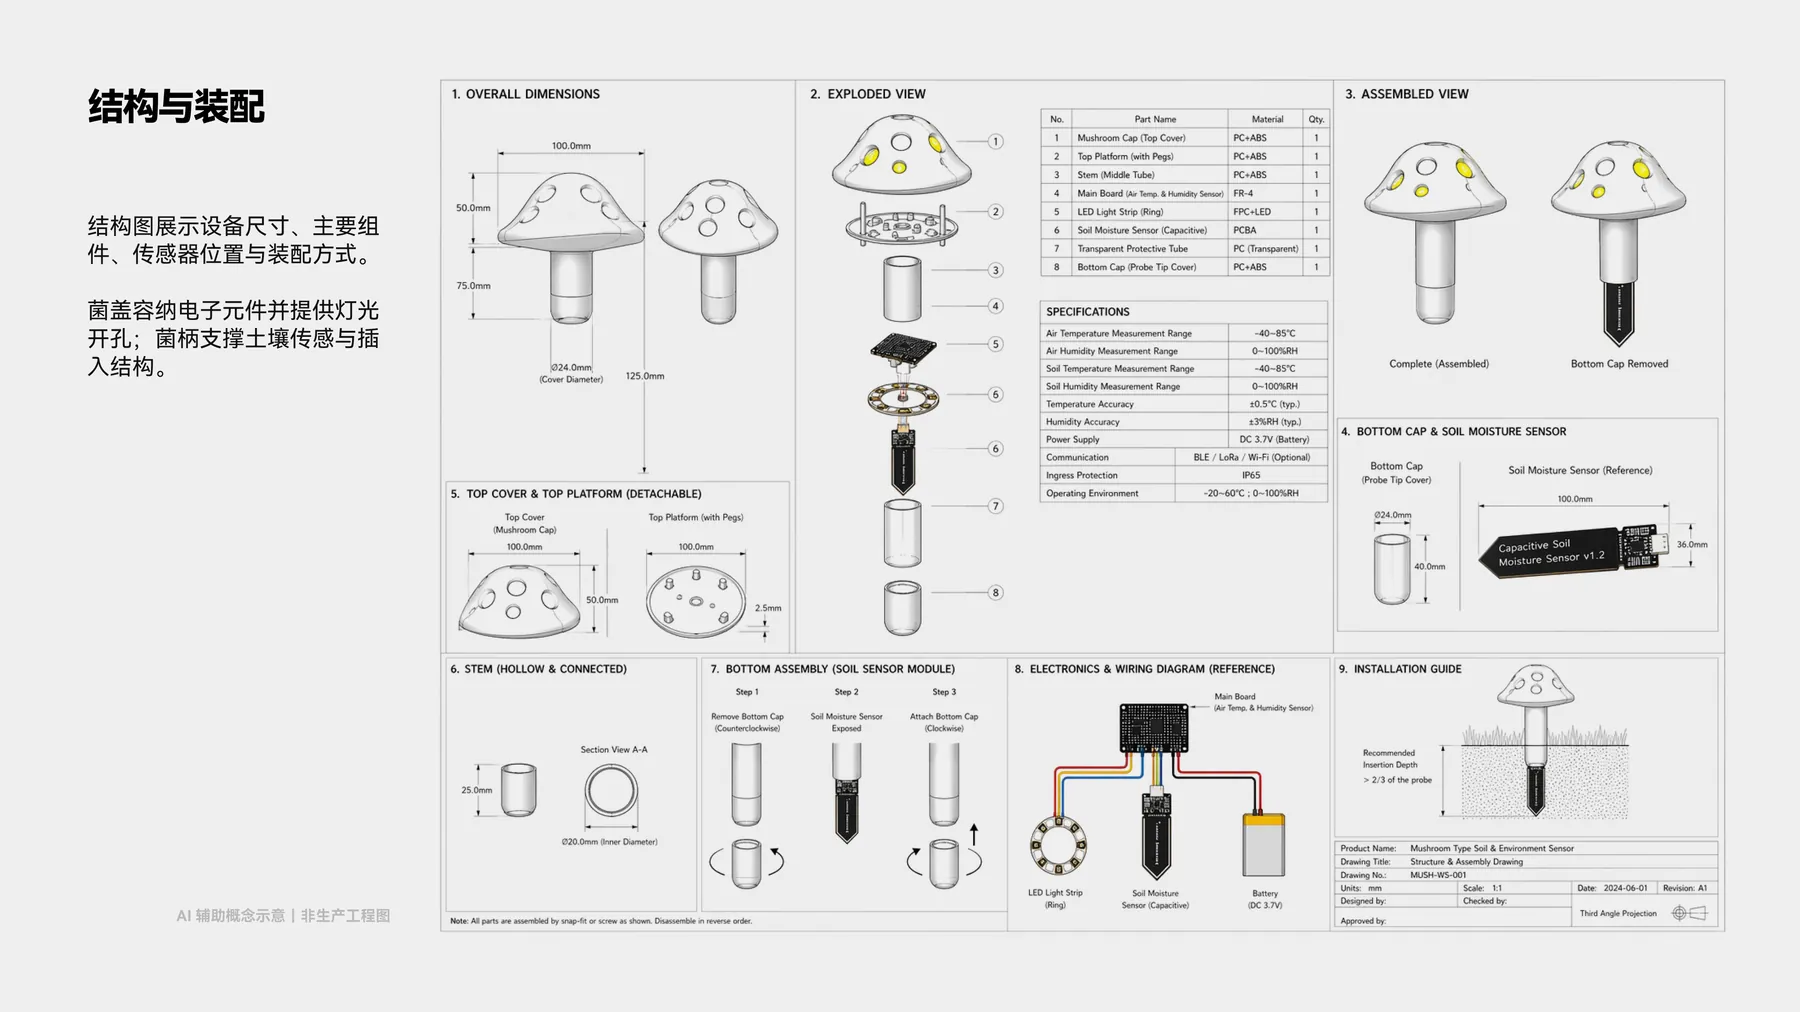 结构与装配
结构图展示设备尺寸、主要组
件、传感器位置与装配方式。
菌盖容纳电子元件并提供灯光
开孔；菌柄支撑土壤传感与插
入结构。
AI 辅助概念示意丨非生产工程图
1. OVERALL DIMENSIONS
100.0mm
50.0mm
75.0mm
Ø24.0mm
(Cover Diameter)
125.0mm
2. EXPLODED VIEW
1
2
3
4
5
6
6
7
8
No. Part Name Material Qty.
1 Mushroom Cap (Top Cover) PC+ABS 1
2 Top Platform (with Pegs) PC+ABS 1
3 Stem (Middle Tube) PC+ABS 1
4 Main Board (Air Temp. & Humidity Sensor) FR-4 1
5 LED Light Strip (Ring) FPC+LED 1
6 Soil Moisture Sensor (Capacitive) PCBA 1
7 Transparent Protective Tube PC (Transparent) 1
8 Bottom Cap (Probe Tip Cover) PC+ABS 1
SPECIFICATIONS
Air Temperature Measurement Range -40~85°C
Air Humidity Measurement Range 0~100%RH
Soil Temperature Measurement Range -40~85°C
Soil Humidity Measurement Range 0~100%RH
Temperature Accuracy ±0.5°C (typ.)
Humidity Accuracy ±3%RH (typ.)
Power Supply DC 3.7V (Battery)
Communication BLE / LoRa / Wi-Fi (Optional)
Ingress Protection IP65
Operating Environment -20~60°C ; 0~100%RH
3. ASSEMBLED VIEW
Complete (Assembled)
Bottom Cap Removed
4. BOTTOM CAP & SOIL MOISTURE SENSOR
Bottom Cap
(Probe Tip Cover)
Ø24.0mm
40.0mm
Soil Moisture Sensor (Reference)
100.0mm
Capacitive Soil
Moisture Sensor v1.2
36.0mm
5. TOP COVER & TOP PLATFORM (DETACHABLE)
Top Cover
(Mushroom Cap)
100.0mm
50.0mm
Top Platform (with Pegs)
100.0mm
2.5mm
6. STEM (HOLLOW & CONNECTED)
25.0mm
Section View A-A
Ø20.0mm (Inner Diameter)
7. BOTTOM ASSEMBLY (SOIL SENSOR MODULE)
Step 1
Remove Bottom Cap
(Counterclockwise)
Step 2
Soil Moisture Sensor
Exposed
Step 3
Attach Bottom Cap
(Clockwise)
Note: All parts are assembled by snap-fit or screw as shown. Disassemble in reverse order.
8. ELECTRONICS & WIRING DIAGRAM (REFERENCE)
Main Board
(Air Temp. & Humidity Sensor)
LED Light Strip
(Ring)
Soil Moisture
Sensor (Capacitive)
Battery
(DC 3.7V)
9. INSTALLATION GUIDE
Recommended
Insertion Depth
> 2/3 of the probe
Product Name: Mushroom Type Soil & Environment Sensor
Drawing Title: Structure & Assembly Drawing
Drawing No.: MUSH-WS-001
Units: mm Scale: 1:1 Date: 2024-06-01 Revision: A1
Designed by: Checked by:
Third Angle Projection
Approved by: